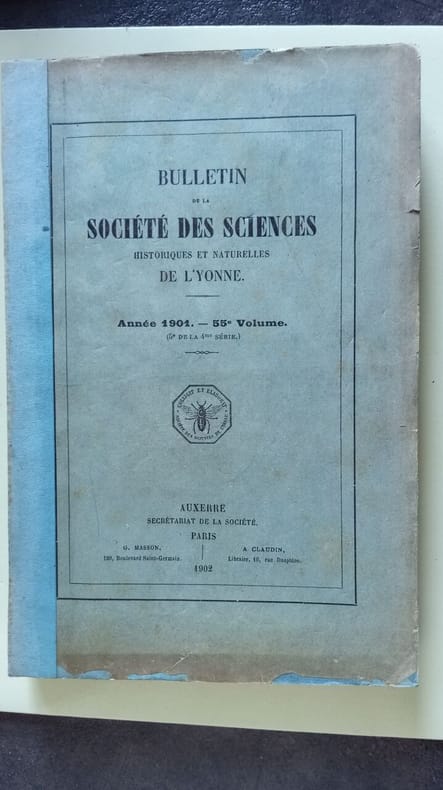 BULLETIN
DE LA
SOCIÉTÉ DES SCIENCES
HISTORIQUES ET NATURELLES
DE L'YONNE.
Année 1901. — 55e Volume.
(5e DE LA 4me SÉRIE.)
AUXERRE
SECRÉTARIAT DE LA SOCIÉTÉ.
PARIS
G. MASSON,
120, Boulevard Saint-Germain.
A CLAUDIN,
Libraire, 16, rue Dauphine.
1902